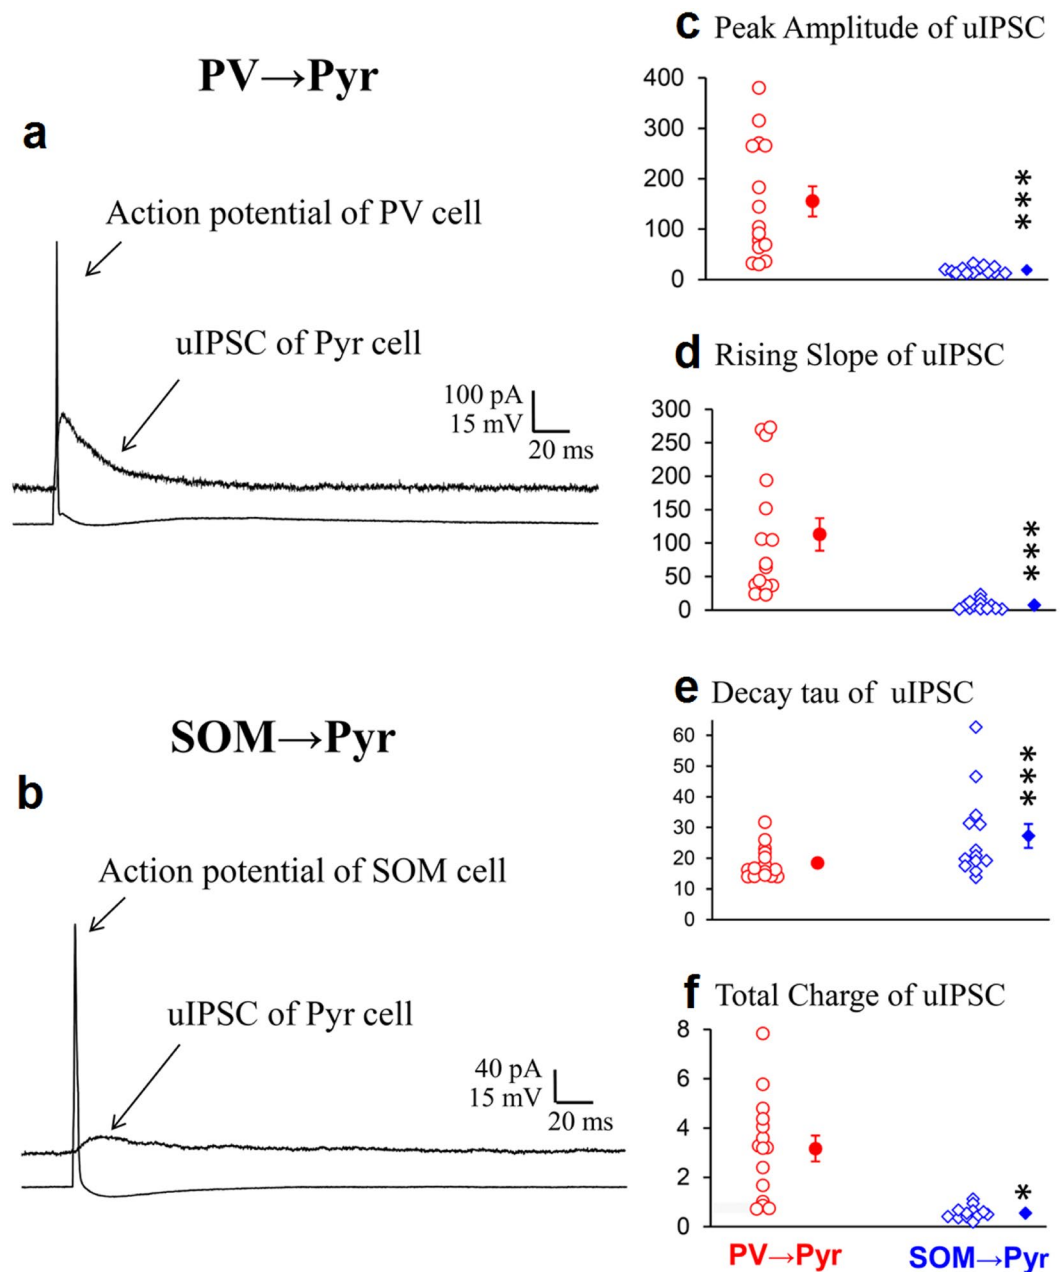 PV→Pyr
a
Action potential of PV cell
uIPSC of Pyr cell
100 pA
15 mV
20 ms
SOM→Pyr
b
Action potential of SOM cell
uIPSC of Pyr cell
40 pA
15 mV
20 ms
c Peak Amplitude of uIPSC
400
300
200
100
0
***
d Rising Slope of uIPSC
300
250
200
150
100
50
0
***
e Decay tau of uIPSC
60
50
40
30
20
10
0
***
f Total Charge of uIPSC
8
6
4
2
0
*
PV→Pyr SOM→Pyr